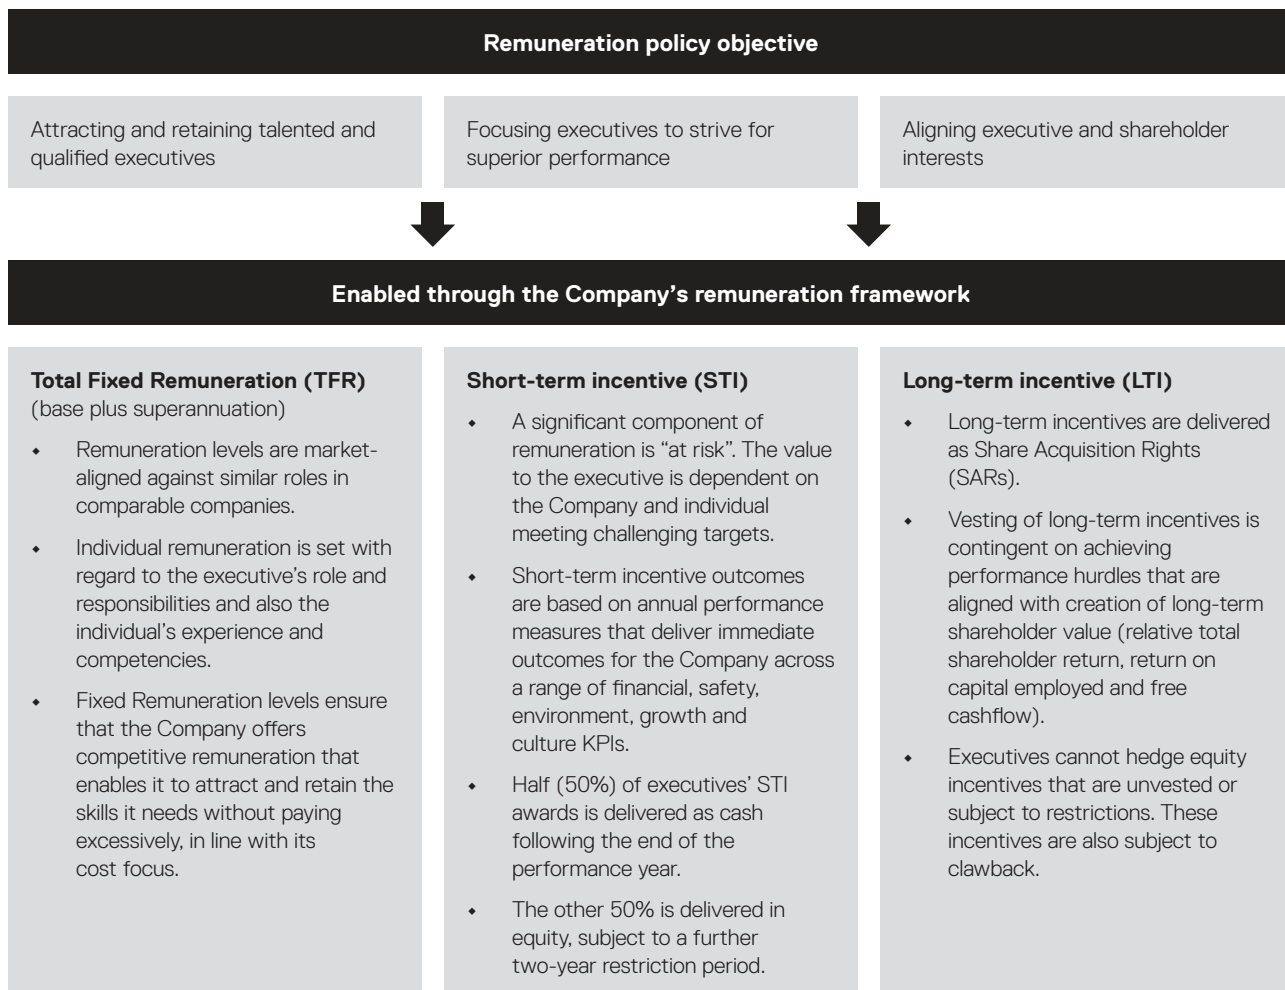 Remuneration policy objective
Attracting and retaining talented and
qualified executives
Focusing executives to strive for
superior performance
Aligning executive and shareholder
interests
Enabled through the Company’s remuneration framework
Total Fixed Remuneration (TFR)
(base plus superannuation)
⬥ Remuneration levels are market-
aligned against similar roles in
comparable companies.
⬥ Individual remuneration is set with
regard to the executive’s role and
responsibilities and also the
individual’s experience and
competencies.
⬥ Fixed Remuneration levels ensure
that the Company offers
competitive remuneration that
enables it to attract and retain the
skills it needs without paying
excessively, in line with its
cost focus.
Short-term incentive (STI)
⬥ A significant component of
remuneration is “at risk”. The value
to the executive is dependent on
the Company and individual
meeting challenging targets.
⬥ Short-term incentive outcomes
are based on annual performance
measures that deliver immediate
outcomes for the Company across
a range of financial, safety,
environment, growth and
culture KPIs.
⬥ Half (50%) of executives’ STI
awards is delivered as cash
following the end of the
performance year.
⬥ The other 50% is delivered in
equity, subject to a further
two-year restriction period.
Long-term incentive (LTI)
⬥ Long-term incentives are delivered
as Share Acquisition Rights
(SARs).
⬥ Vesting of long-term incentives is
contingent on achieving
performance hurdles that are
aligned with creation of long-term
shareholder value (relative total
shareholder return, return on
capital employed and free
cashflow).
⬥ Executives cannot hedge equity
incentives that are unvested or
subject to restrictions. These
incentives are also subject to
clawback.